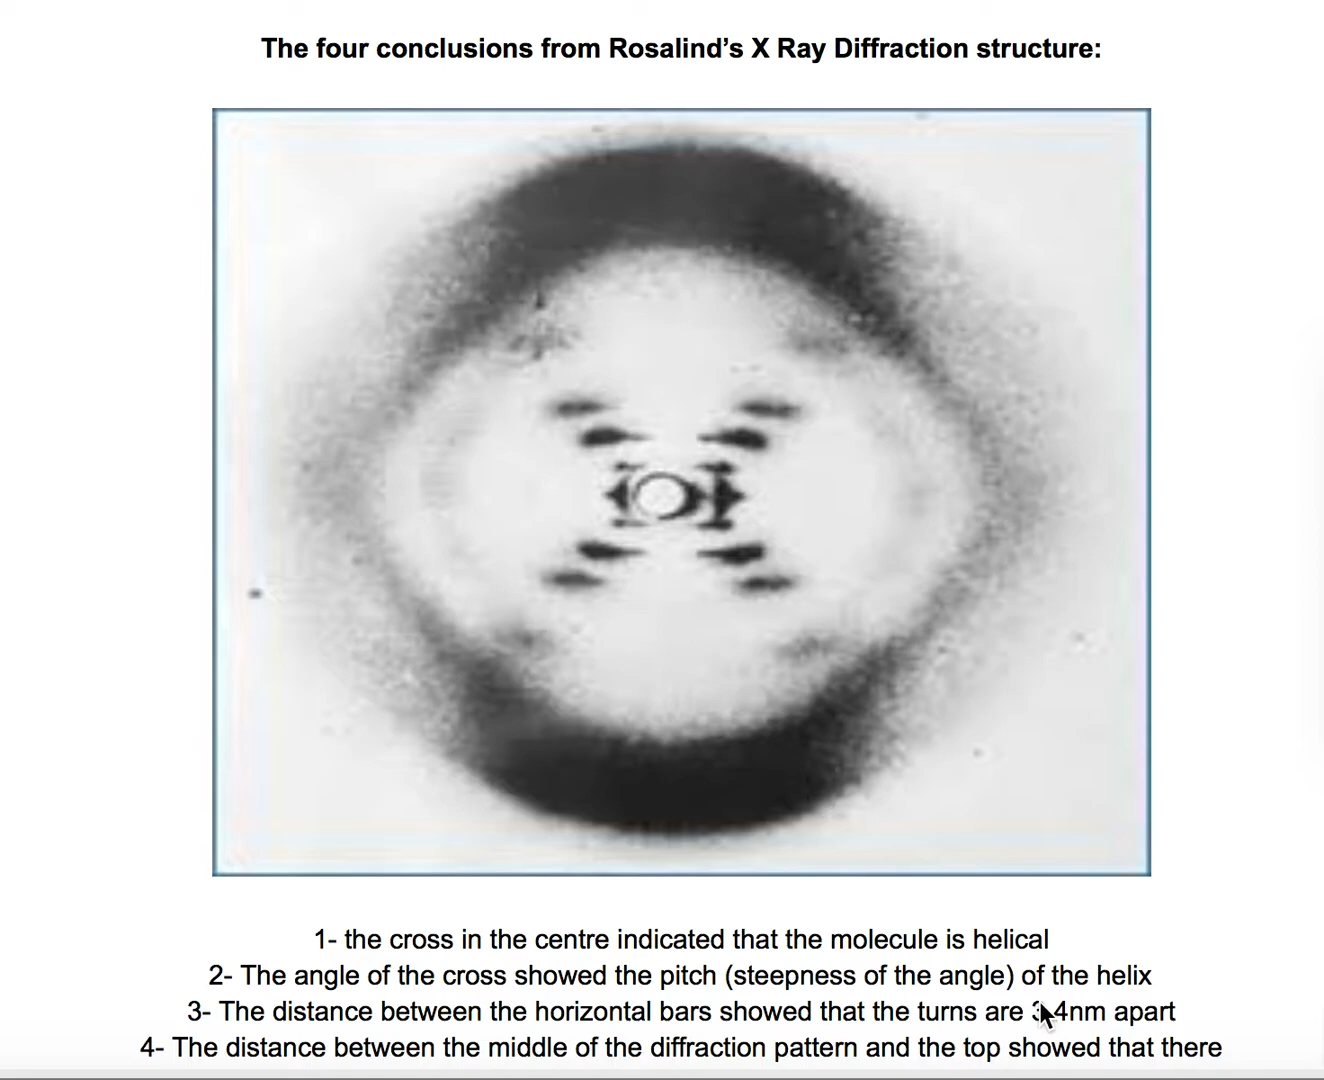 The four conclusions from Rosalind’s X Ray Diffraction structure:
1- the cross in the centre indicated that the molecule is helical
2- The angle of the cross showed the pitch (steepness of the angle) of the helix
3- The distance between the horizontal bars showed that the turns are 3.4nm apart
4- The distance between the middle of the diffraction pattern and the top showed that there